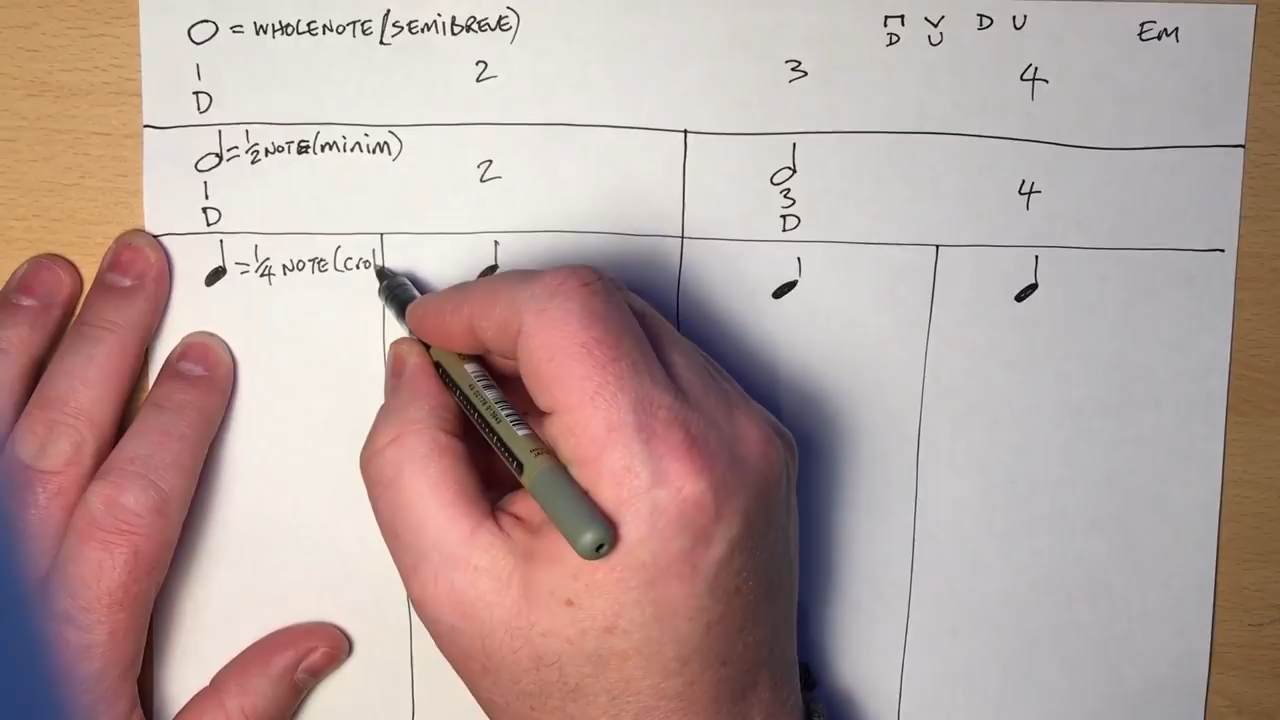 = WHOLENOTE (SEMIBREVE)
D U
D U
Em
1 2 3 4
D
= 1/2 NOTE (minim)
1 2 3 4
D D
= 1/4 NOTE (cro